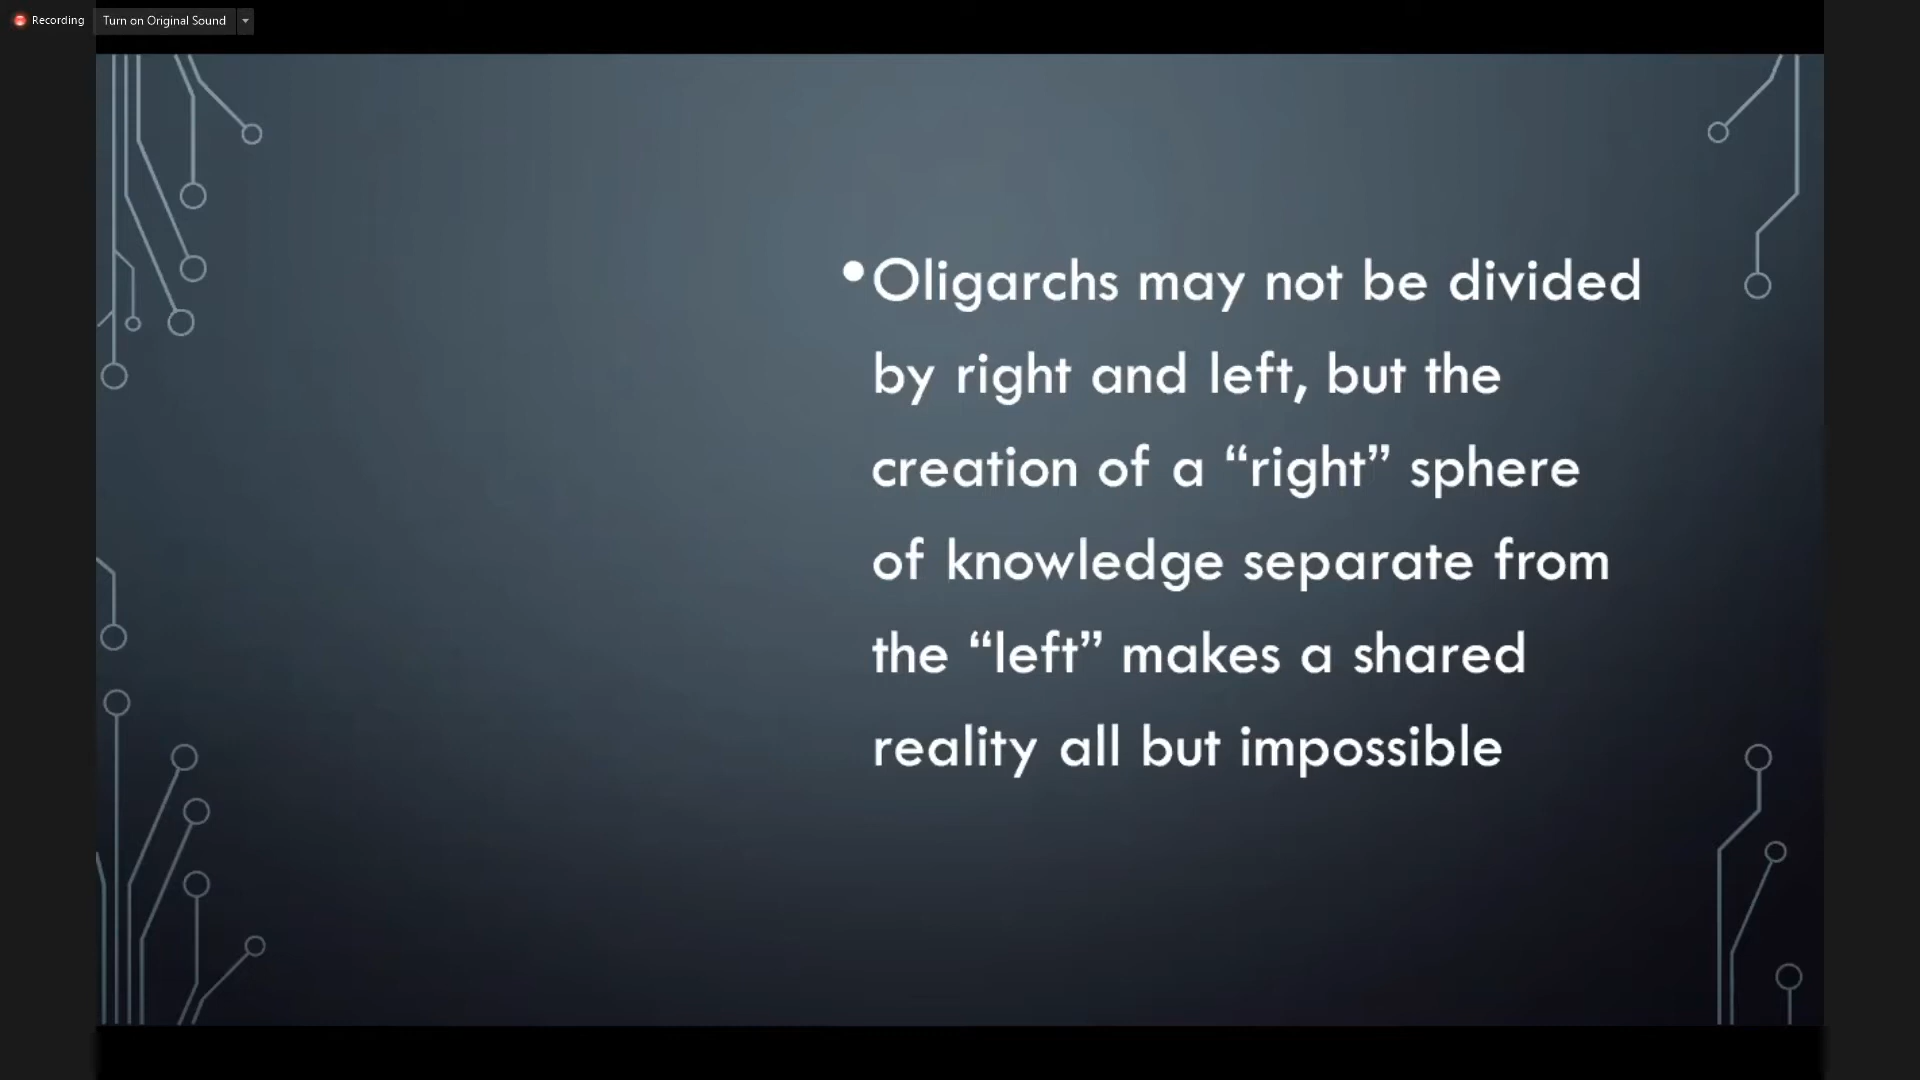 Recording
Turn on Original Sound
•Oligarchs may not be divided
by right and left, but the
creation of a “right” sphere
of knowledge separate from
the “left” makes a shared
reality all but impossible